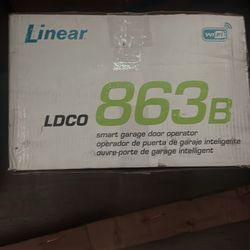 Linear
WiFi
LDCO 863B
smart garage door operator
operador de puerta de garaje inteligente
ouvre-porte de garage intelligent